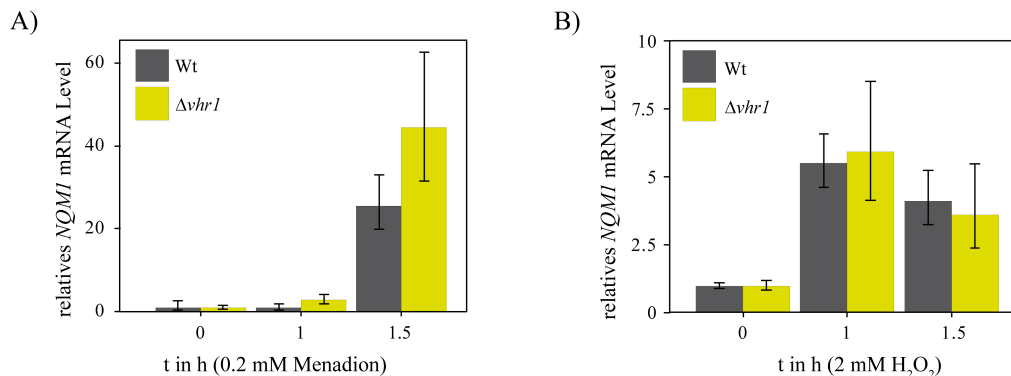 A)
relatives NQM1 mRNA Level
60
40
20
0
Wt
Δvhr1
0 1 1.5
t in h (0.2 mM Menadion)
B)
relatives NQM1 mRNA Level
10
7.5
5
2.5
0
Wt
Δvhr1
0 1 1.5
t in h (2 mM H₂O₂)